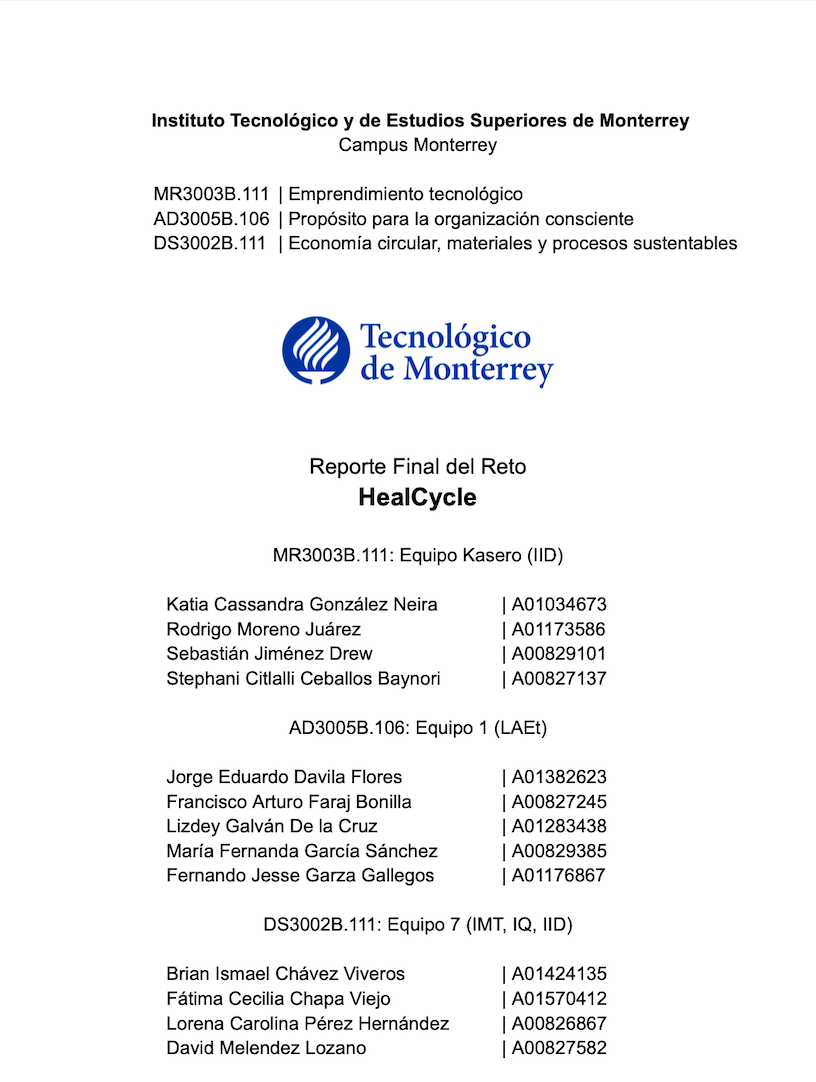 Instituto Tecnológico y de Estudios Superiores de Monterrey
Campus Monterrey
MR3003B.111 | Emprendimiento tecnológico
AD3005B.106 | Propósito para la organización consciente
DS3002B.111 | Economía circular, materiales y procesos sustentables
Tecnológico
de Monterrey
Reporte Final del Reto
HealCycle
MR3003B.111: Equipo Kasero (IID)
Katia Cassandra González Neira | A01034673
Rodrigo Moreno Juárez | A01173586
Sebastián Jiménez Drew | A00829101
Stephani Citlalli Ceballos Baynori | A00827137
AD3005B.106: Equipo 1 (LAEt)
Jorge Eduardo Davila Flores | A01382623
Francisco Arturo Faraj Bonilla | A00827245
Lizdey Galván De la Cruz | A01283438
María Fernanda García Sánchez | A00829385
Fernando Jesse Garza Gallegos | A01176867
DS3002B.111: Equipo 7 (IMT, IQ, IID)
Brian Ismael Chávez Viveros | A01424135
Fátima Cecilia Chapa Viejo | A01570412
Lorena Carolina Pérez Hernández | A00826867
David Melendez Lozano | A00827582